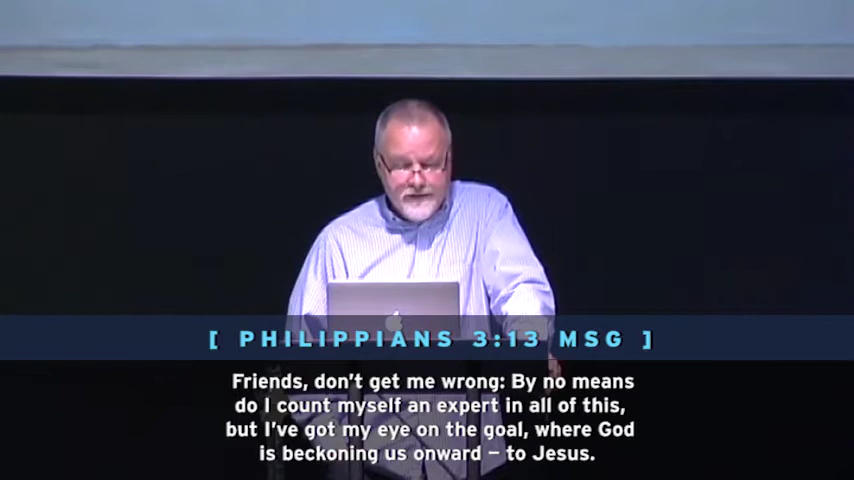 [ PHILIPPIANS 3:13 MSG ]
Friends, don't get me wrong: By no means
do I count myself an expert in all of this,
but I've got my eye on the goal, where God
is beckoning us onward – to Jesus.